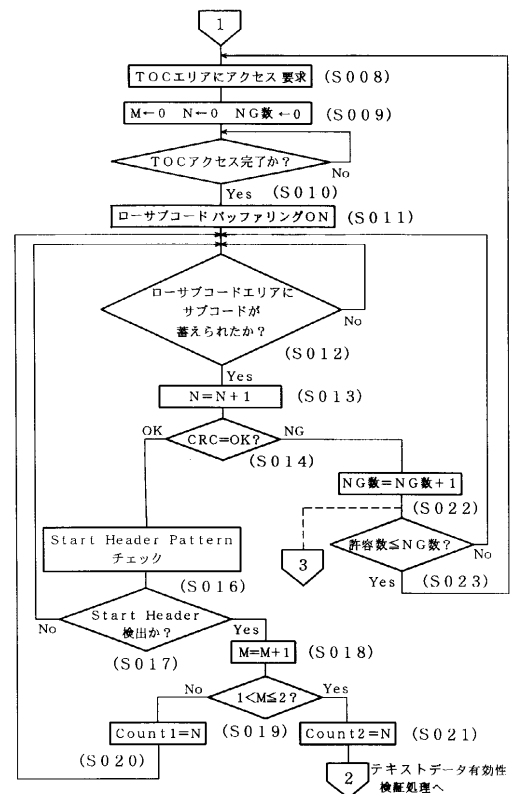 1
TOCエリアにアクセス要求 (S008)
M←0 N←0 NG数←0 (S009)
TOCアクセス完了か?
No
Yes (S010)
ローサブコードバッファリングON (S011)
ローサブコードエリアに
サブコードが
蓄えられたか?
No
(S012)
Yes
N=N+1 (S013)
OK CRC=OK? NG
(S014)
NG数=NG数+1
(S022)
Start Header Pattern
チェック
(S016)
3
許容数≦NG数?
No
Yes (S023)
Start Header
検出か?
No
Yes
(S017)
M=M+1 (S018)
No 1<M≦2? Yes
(S019)
Count1=N
(S020)
Count2=N (S021)
2
テキストデータ有効性
検証処理へ